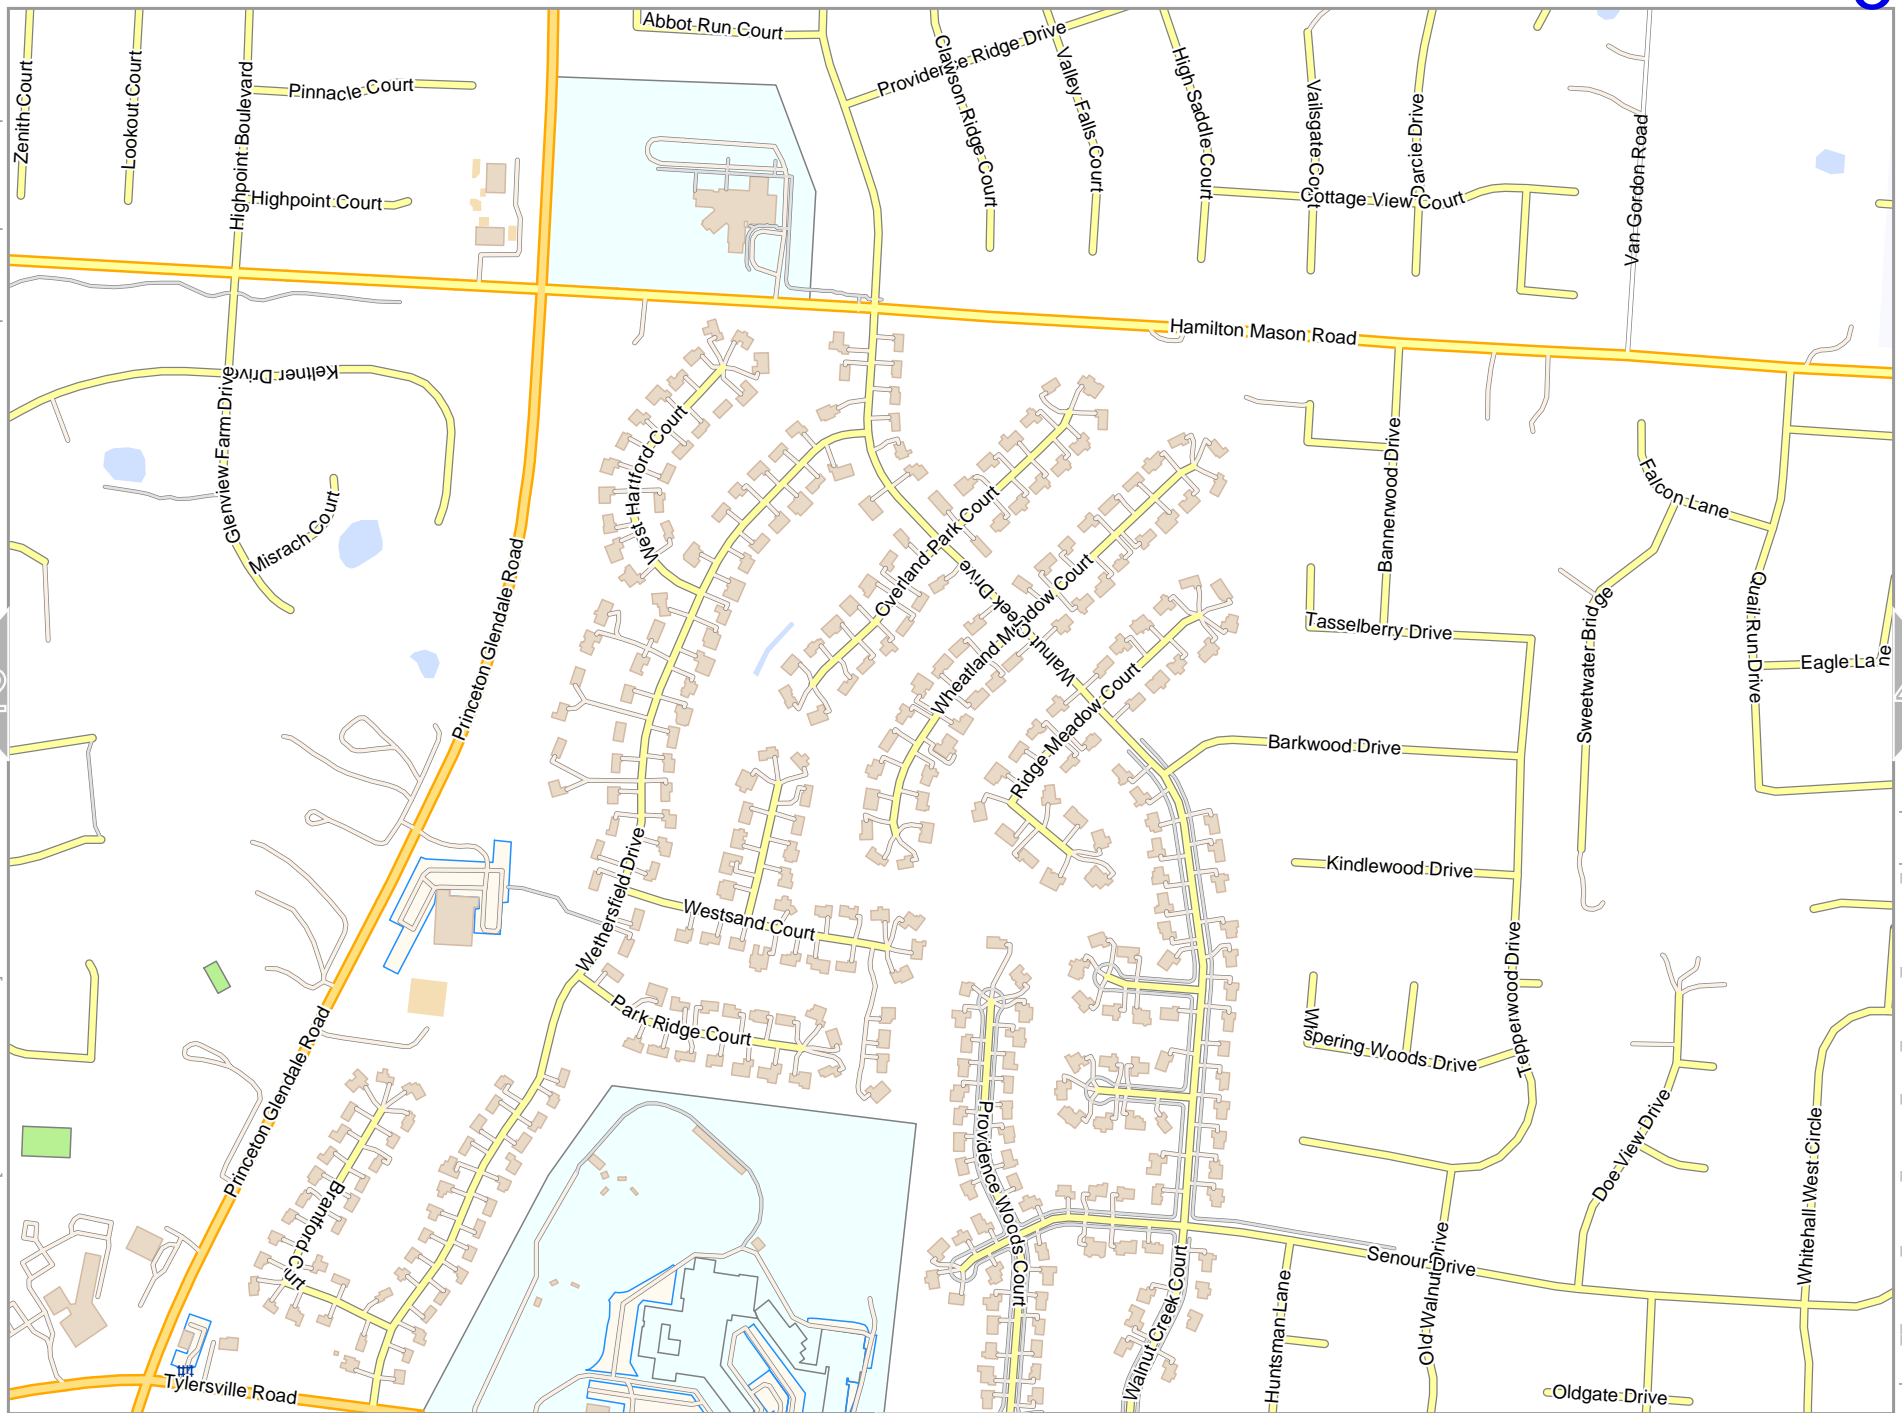 Abbot Run Court
Providence Ridge Drive
Clawson Ridge Court
Valley Falls Court
High Saddle Court
Vailsgate Court
Darcie Drive
Van Gordon Road
Zenith Court
Lookout Court
Highpoint Boulevard
Pinnacle Court
Highpoint Court
Cottage View Court
Hamilton Mason Road
Keltner Drive
Glenview Farm Drive
Misrach Court
West Hartford Court
Princeton Glendale Road
Overland Park Court
Walnut Creek Drive
Wheatland Meadow Court
Ridge Meadow Court
Bannerwood Drive
Falcon Lane
Tasselberry Drive
Sweetwater Bridge
Quail Run Drive
Eagle Lane
Barkwood Drive
Kindlewood Drive
Wethersfield Drive
Westsand Court
Park Ridge Court
Princeton Glendale Road
Tepperwood Drive
Wispering Woods Drive
Providence Woods Court
Doe View Drive
Whitehall West Circle
Brantford Curt
Senour Drive
Old Walnut Drive
Huntsman Lane
Walnut Creek Court
Tylersville Road
Oldgate Drive